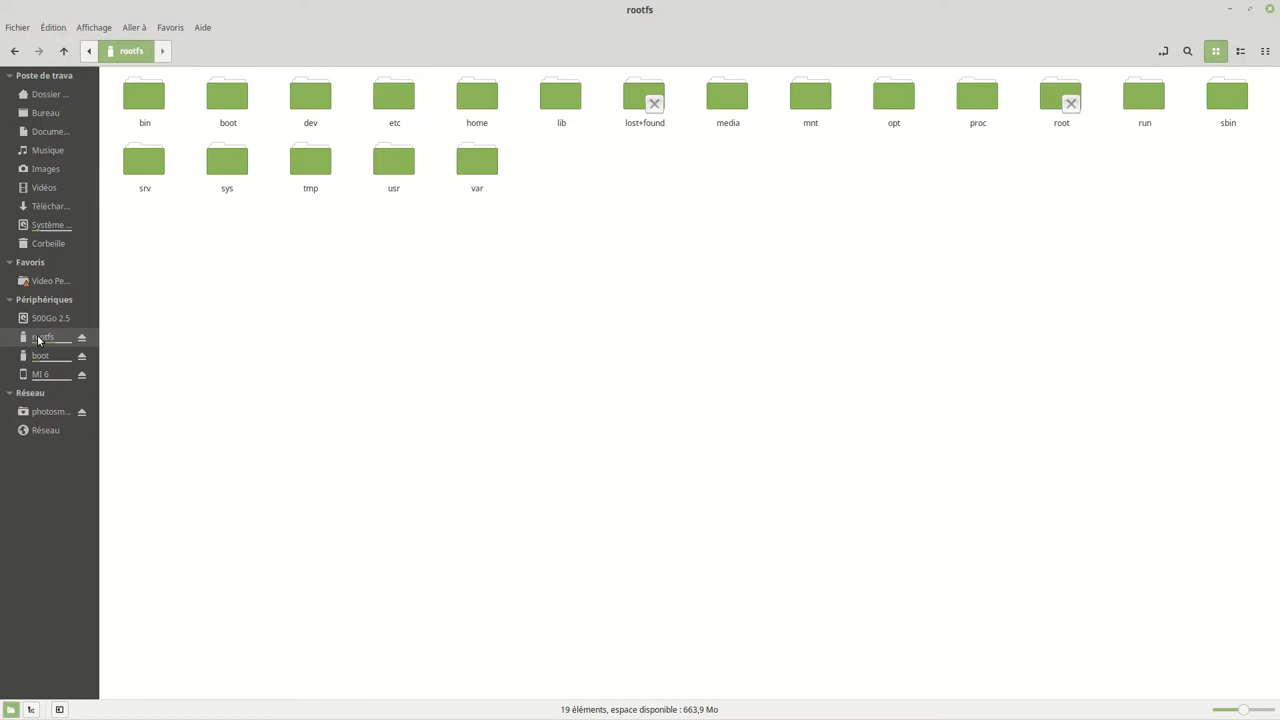 rootfs
Fichier Édition Affichage Aller à Favoris Aide
rootfs
Poste de trava
Dossier ...
Bureau
Docume...
Musique
Images
Vidéos
Téléchar...
Système ...
Corbeille
Favoris
Video Pe...
Périphériques
500Go 2.5
rootfs
boot
MI 6
Réseau
photosm...
Réseau
bin boot dev etc home lib lost+found media mnt opt proc root run sbin
srv sys tmp usr var
19 éléments, espace disponible : 663,9 Mo